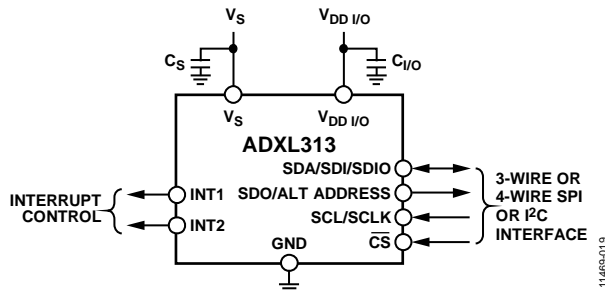 VS
VDD I/O
CS
CI/O
VS
VDD I/O
ADXL313
SDA/SDI/SDIO
INT1
SDO/ALT ADDRESS
INTERRUPT
CONTROL
INT2
SCL/SCLK
CS
GND
3-WIRE OR
4-WIRE SPI
OR I2C
INTERFACE
11469-019